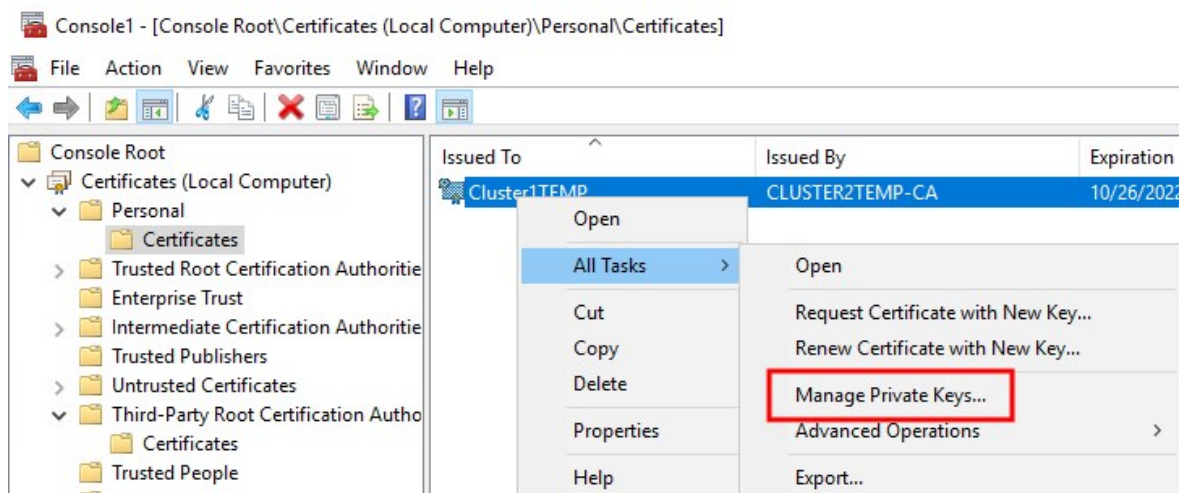 Console1 - [Console Root\Certificates (Local Computer)\Personal\Certificates]
File Action View Favorites Window Help
Console Root
Certificates (Local Computer)
Personal
Certificates
Trusted Root Certification Authoritie
Enterprise Trust
Intermediate Certification Authoritie
Trusted Publishers
Untrusted Certificates
Third-Party Root Certification Autho
Certificates
Trusted People
Issued To Issued By Expiration
Cluster1TEMP CLUSTER2TEMP-CA 10/26/2022
Open
All Tasks
Cut
Copy
Delete
Properties
Help
Open
Request Certificate with New Key...
Renew Certificate with New Key...
Manage Private Keys...
Advanced Operations
Export...